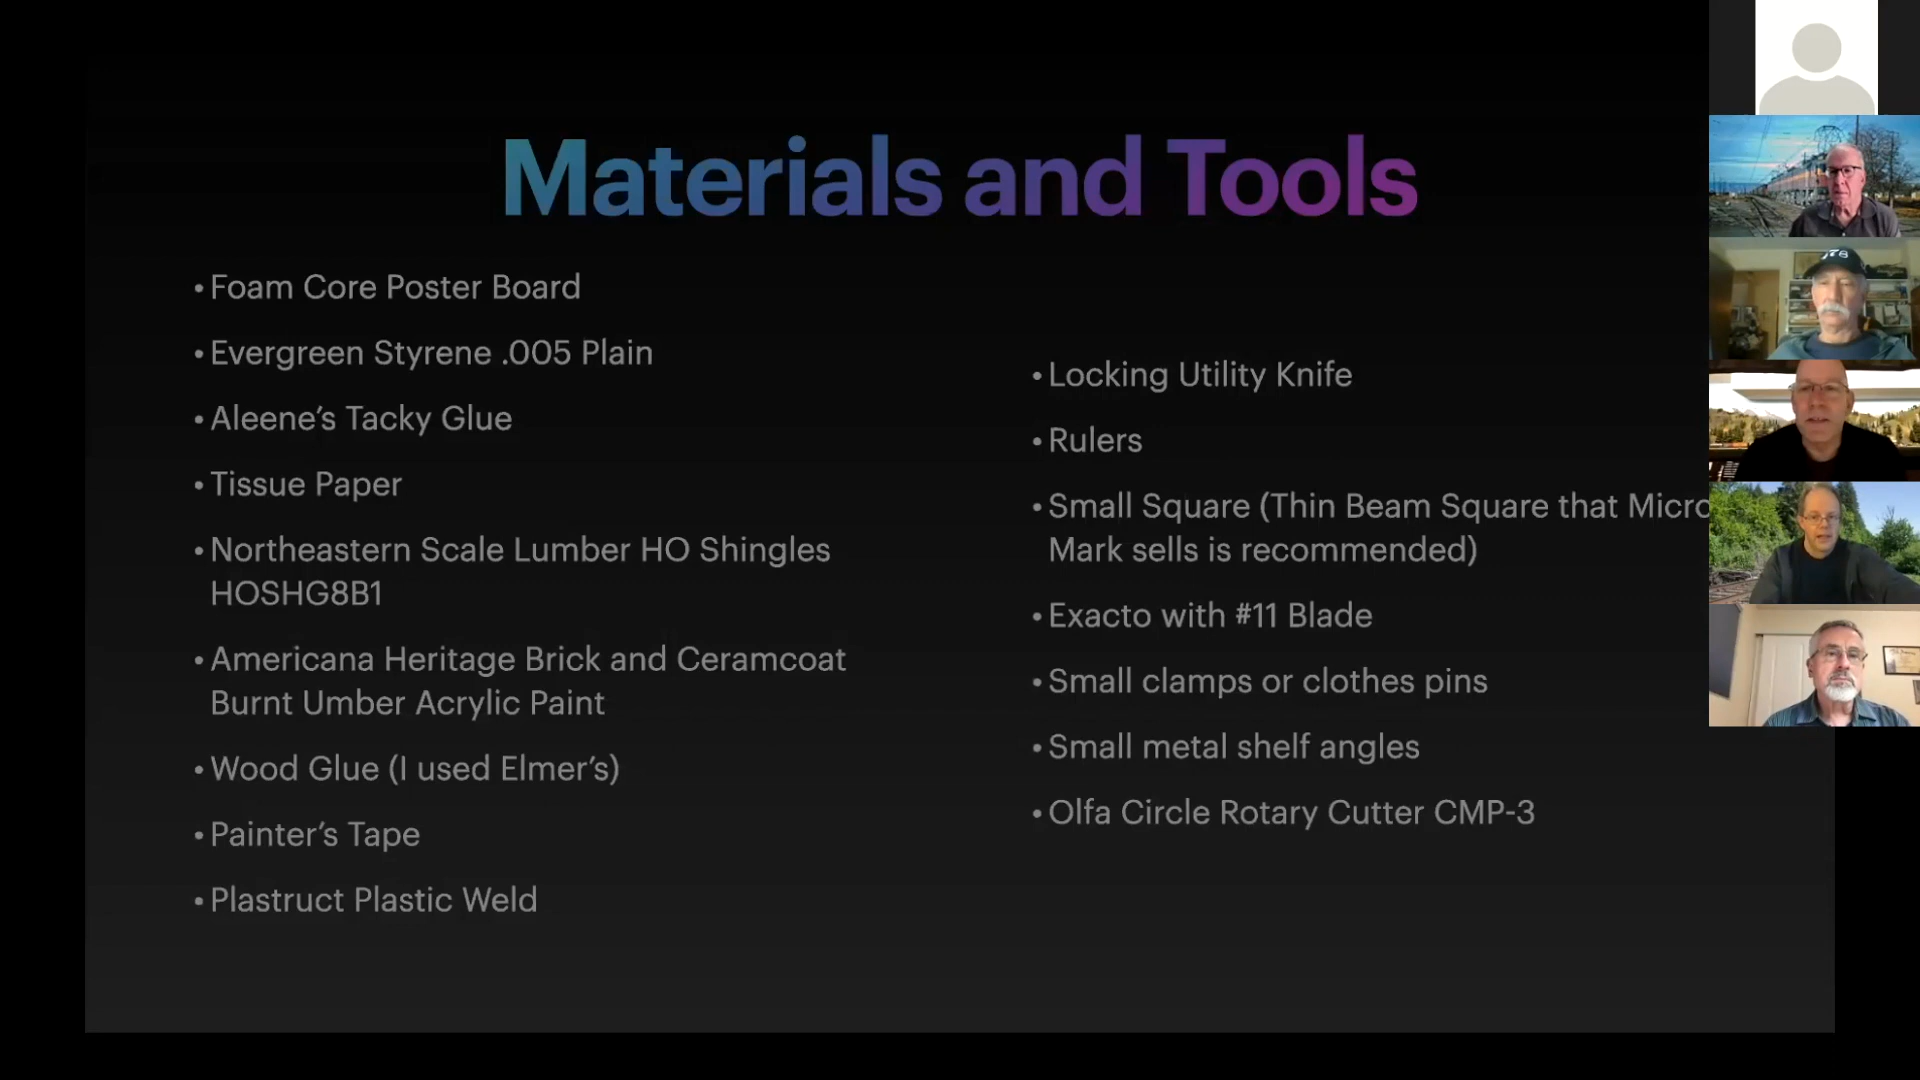 Materials and Tools
• Foam Core Poster Board
• Evergreen Styrene .005 Plain
• Aleene’s Tacky Glue
• Tissue Paper
• Northeastern Scale Lumber HO Shingles
HOSHG8B1
• Americana Heritage Brick and Ceramcoat
Burnt Umber Acrylic Paint
• Wood Glue (I used Elmer’s)
• Painter’s Tape
• Plastruct Plastic Weld
• Locking Utility Knife
• Rulers
• Small Square (Thin Beam Square that Micro
Mark sells is recommended)
• Exacto with #11 Blade
• Small clamps or clothes pins
• Small metal shelf angles
• Olfa Circle Rotary Cutter CMP-3